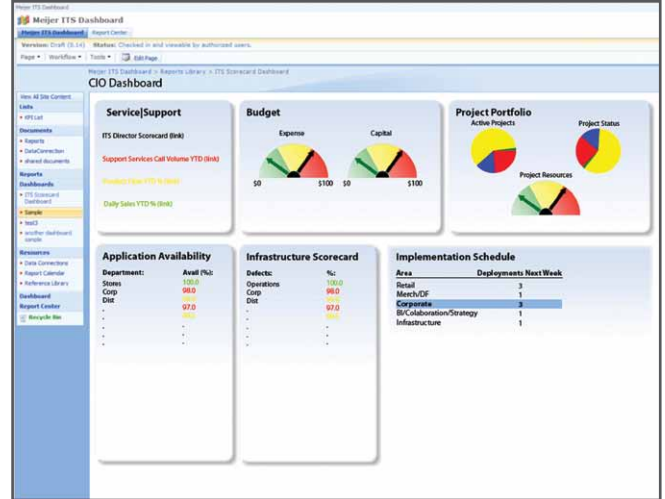 Meijer ITS Dashboard
Meijer ITS Dashboard
Meijer ITS Dashboard Report Center
Version: Draft (0.14) Status: Checked in and viewable by authorized users.
Page Workflow Tools Edit Page
Meijer ITS Dashboard > Reports Library > ITS Scorecard Dashboard
CIO Dashboard
View All Site Content
Lists
KPI List
Documents
Reports
DataConnection
shared documents
Reports
Dashboards
ITS Scorecard Dashboard
Sample
test3
another dashboard sample
Resources
Data Connections
Report Calendar
Reference Library
Dashboard
Report Center
Recycle Bin
Service|Support
ITS Director Scorecard (link)
Support Services Call Volume YTD (link)
Daily Sales YTD % (link)
Budget
Expense Capital
$0 $100 $0 $100
Project Portfolio
Active Projects Project Status
Project Resources
Application Availability
Department: Avail (%):
Stores 100.0
Corp 98.0
Dist
97.0
Infrastructure Scorecard
Defects: %:
Operations 100.0
Corp 98.0
Dist
97.0
Implementation Schedule
Area Deployments Next Week
Retail 3
Merch/DF 1
Corporate 3
BI/Colaboration/Strategy 1
Infrastructure 1